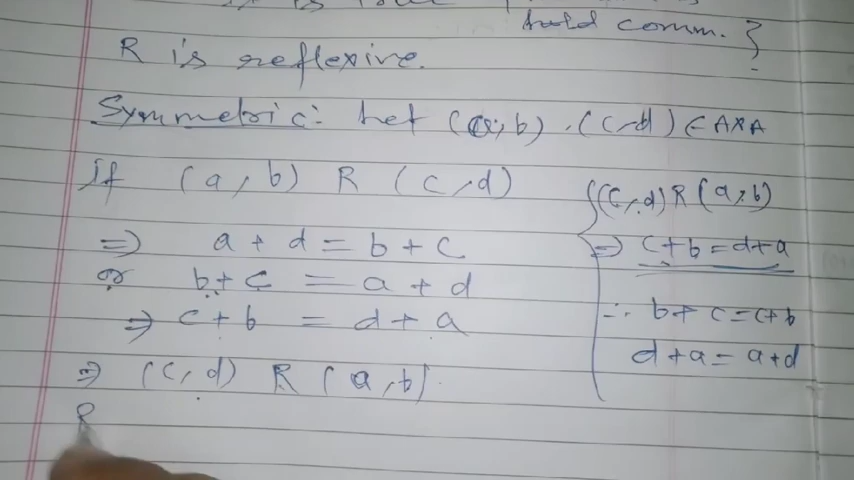 hold comm. }
R is reflexive.
Symmetric: Let (a, b) . (c, d) ∈ A×A
if (a, b) R (c, d)
⇒ a + d = b + c
or b + c = a + d
⇒ c + b = d + a
⇒ (c, d) R (a, b).
R
{(c, d) R (a, b)
⇒ c + b = d + a
∵ b + c = c + b
d + a = a + d